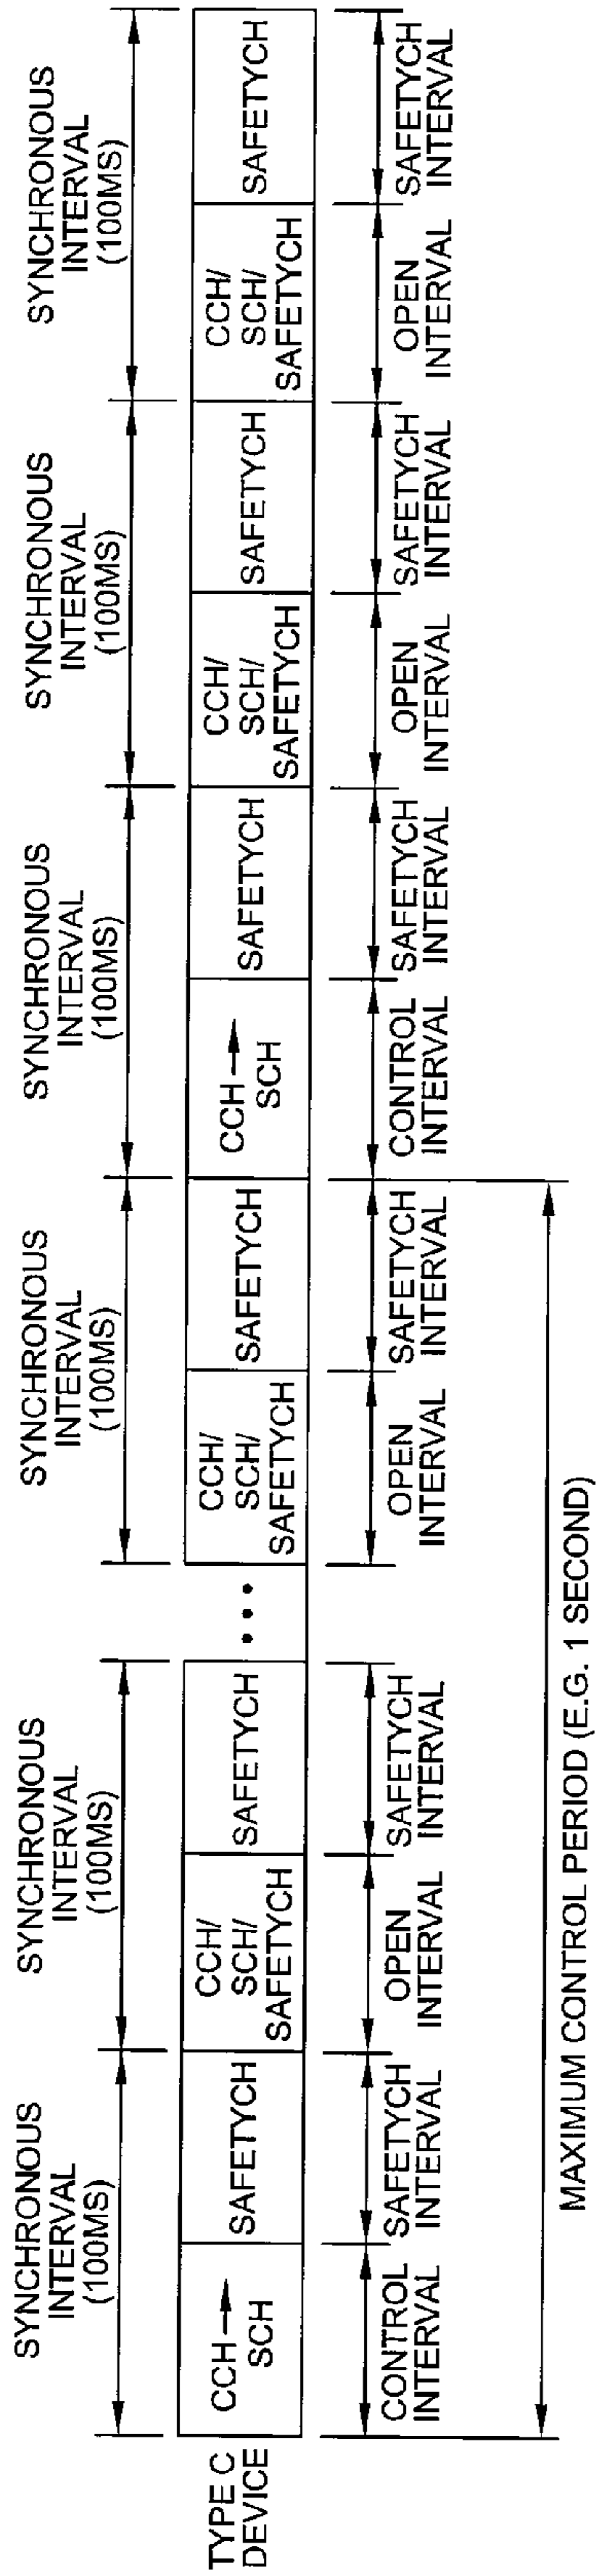 SYNCHRONOUS
INTERVAL
(100MS)
SYNCHRONOUS
INTERVAL
(100MS)
SYNCHRONOUS
INTERVAL
(100MS)
SYNCHRONOUS
INTERVAL
(100MS)
SYNCHRONOUS
INTERVAL
(100MS)
SYNCHRONOUS
INTERVAL
(100MS)
TYPE C
DEVICE
CCH→
SCH
SAFETYCH
CCH/
SCH/
SAFETYCH
SAFETYCH
•••
CCH/
SCH/
SAFETYCH
SAFETYCH
CCH→
SCH
SAFETYCH
CCH/
SCH/
SAFETYCH
SAFETYCH
CCH/
SCH/
SAFETYCH
SAFETYCH
CONTROL
INTERVAL
SAFETYCH
INTERVAL
OPEN
INTERVAL
SAFETYCH
INTERVAL
OPEN
INTERVAL
SAFETYCH
INTERVAL
CONTROL
INTERVAL
SAFETYCH
INTERVAL
OPEN
INTERVAL
SAFETYCH
INTERVAL
OPEN
INTERVAL
SAFETYCH
INTERVAL
MAXIMUM CONTROL PERIOD (E.G. 1 SECOND)